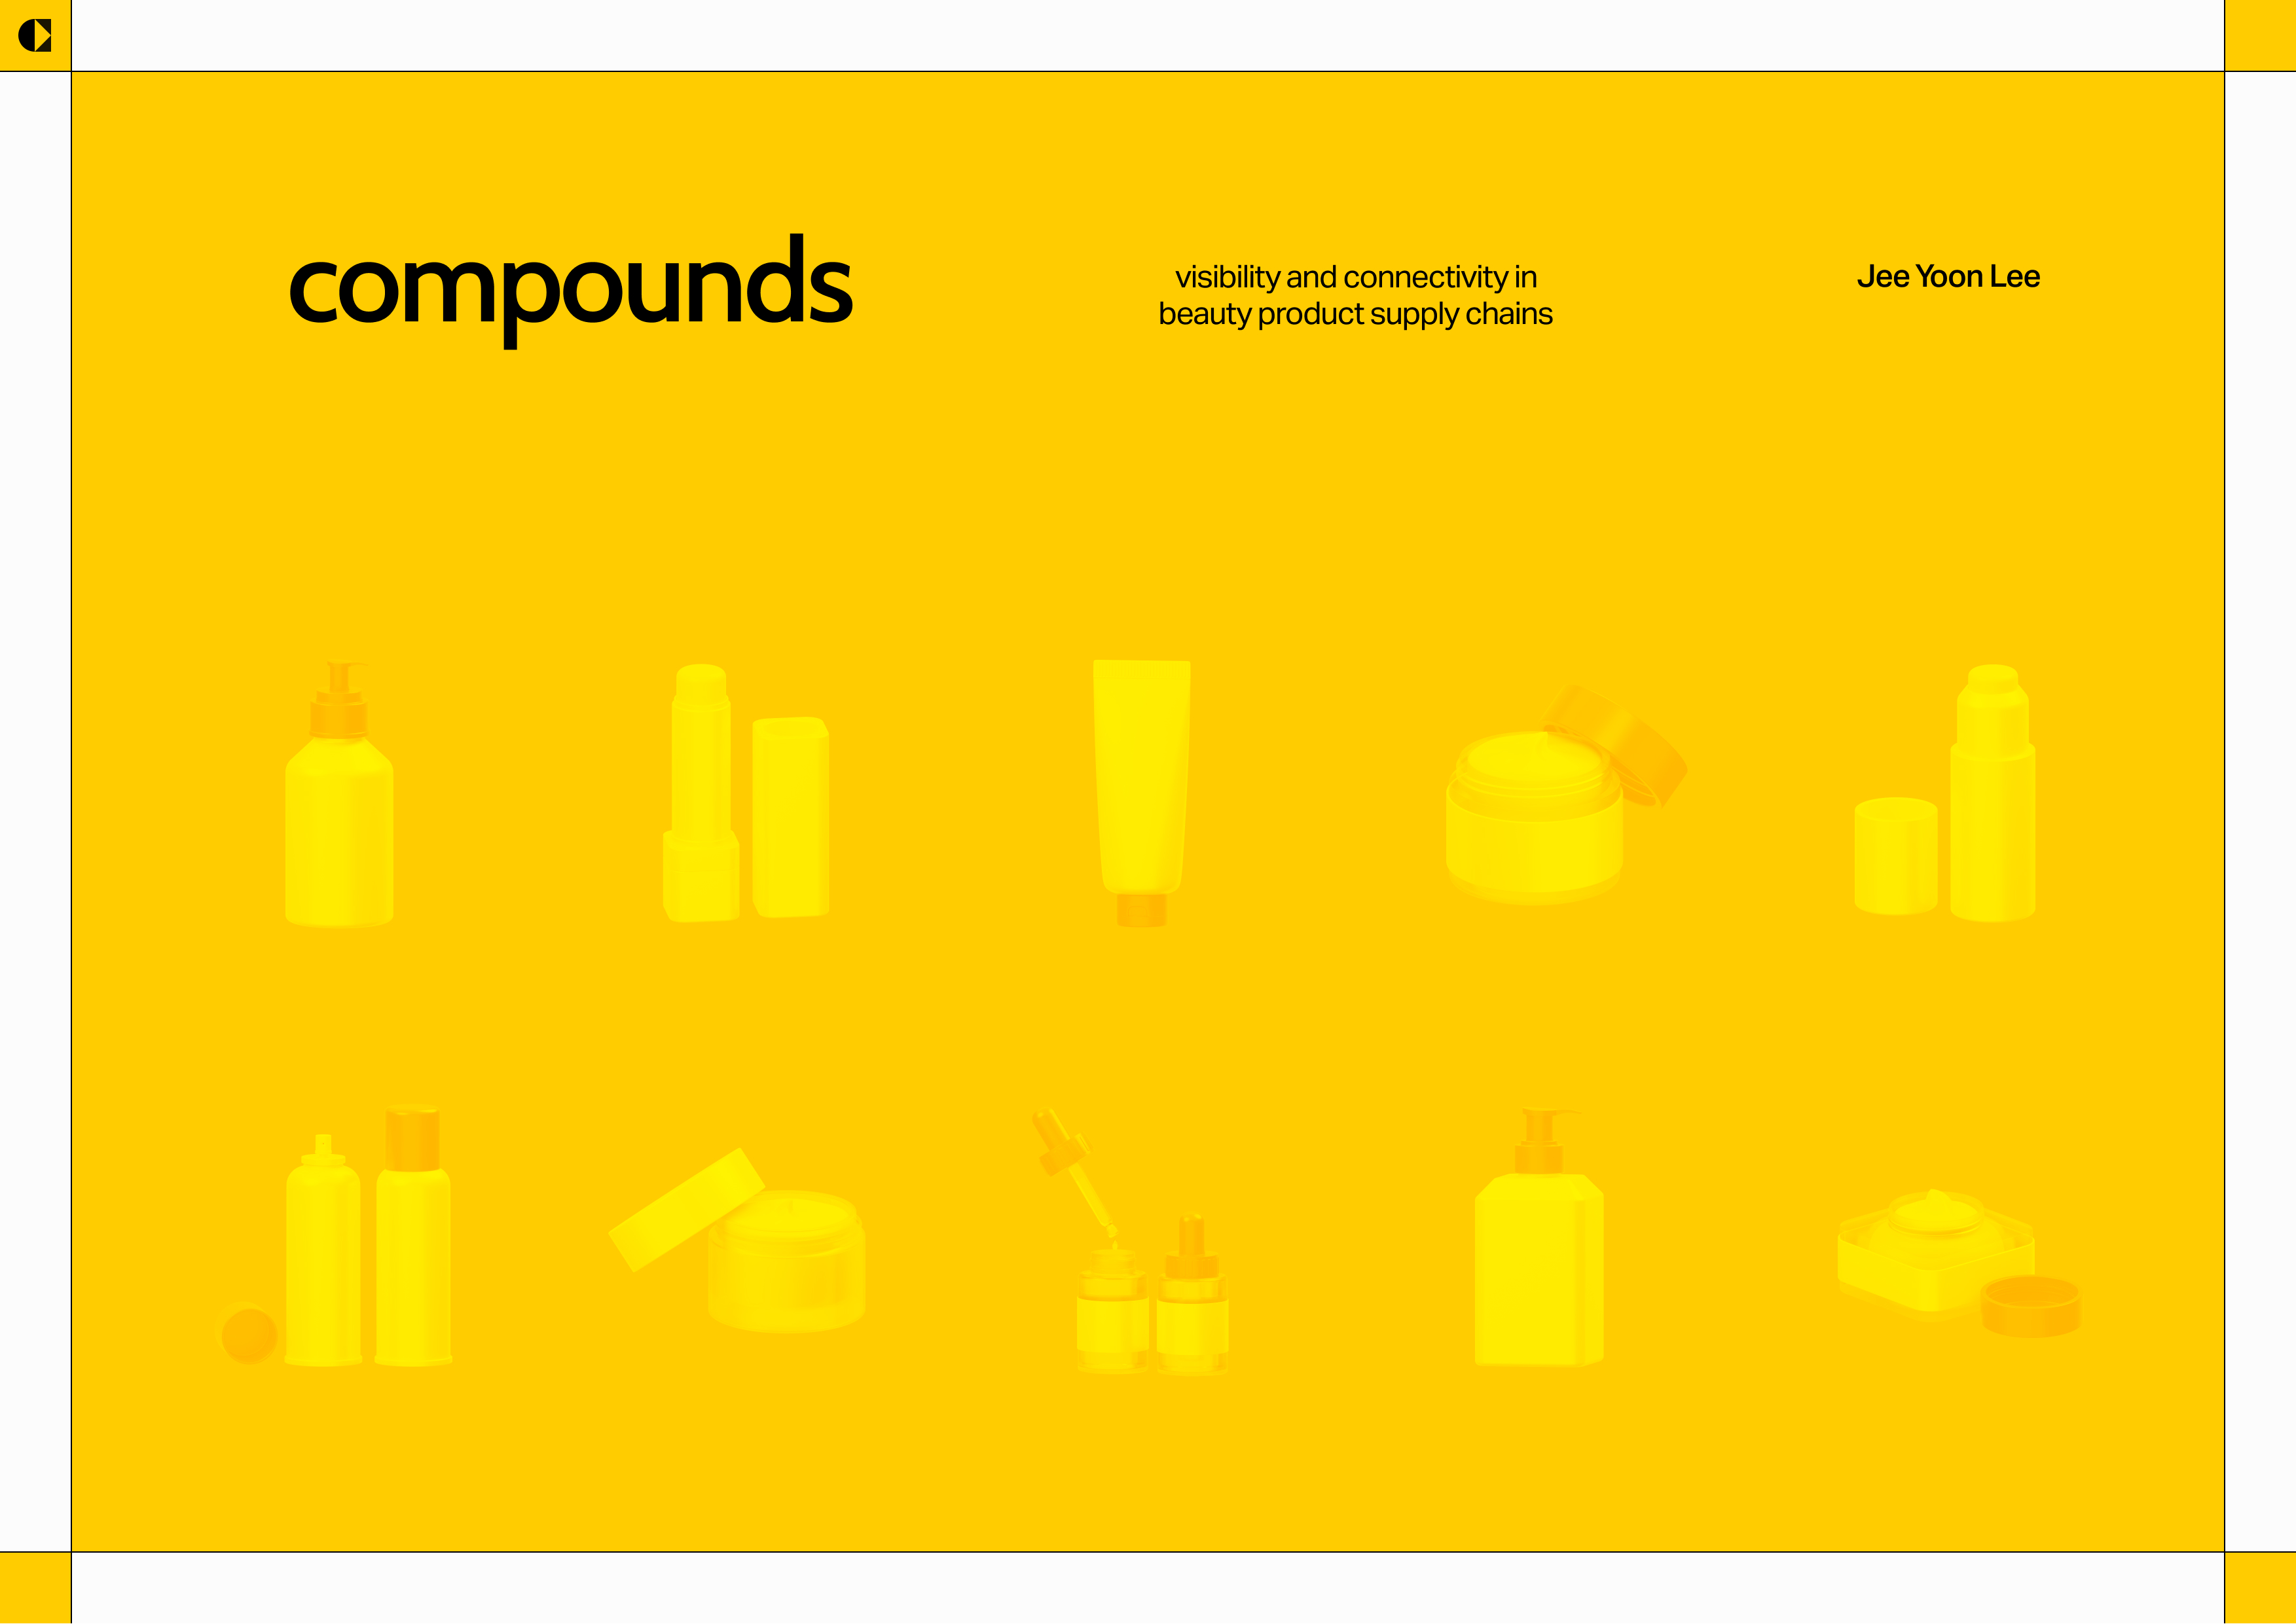 compounds
visibility and connectivity in
beauty product supply chains
Jee Yoon Lee